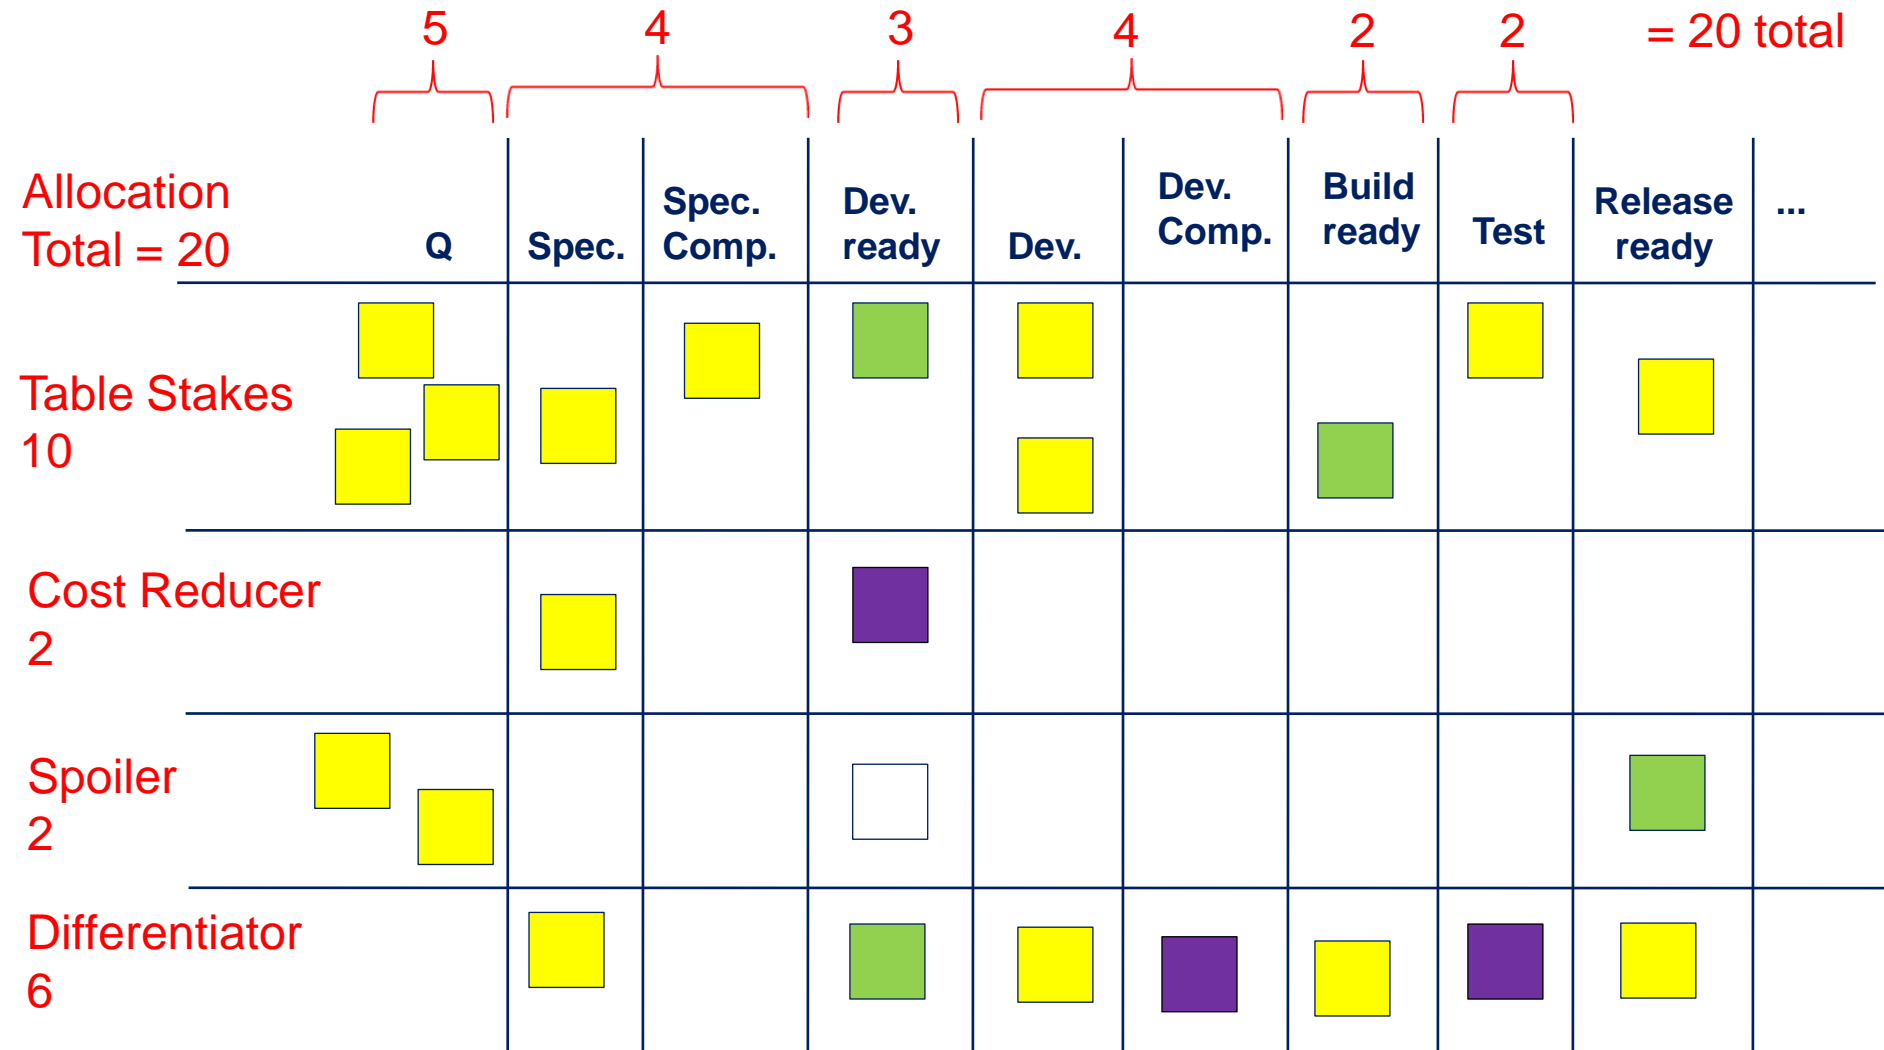 5 4 3 4 2 2 = 20 total
Allocation
Total = 20
Q
Spec.
Spec.
Comp.
Dev.
ready
Dev.
Dev.
Comp.
Build
ready
Test
Release
ready
...
Table Stakes
10
Cost Reducer
2
Spoiler
2
Differentiator
6